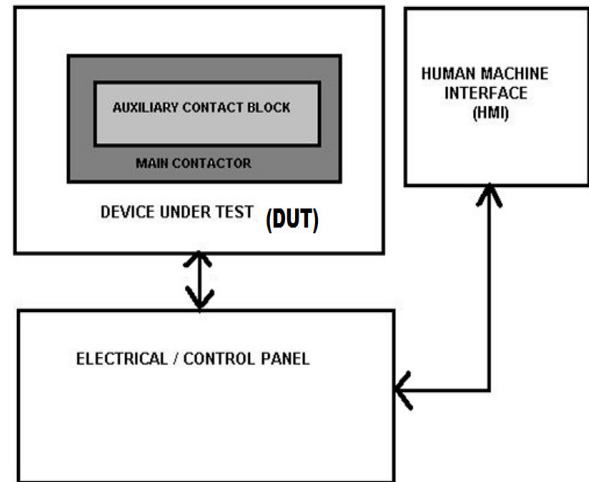 AUXILIARY CONTACT BLOCK
MAIN CONTACTOR
DEVICE UNDER TEST (DUT)
HUMAN MACHINE
INTERFACE
(HMI)
ELECTRICAL / CONTROL PANEL